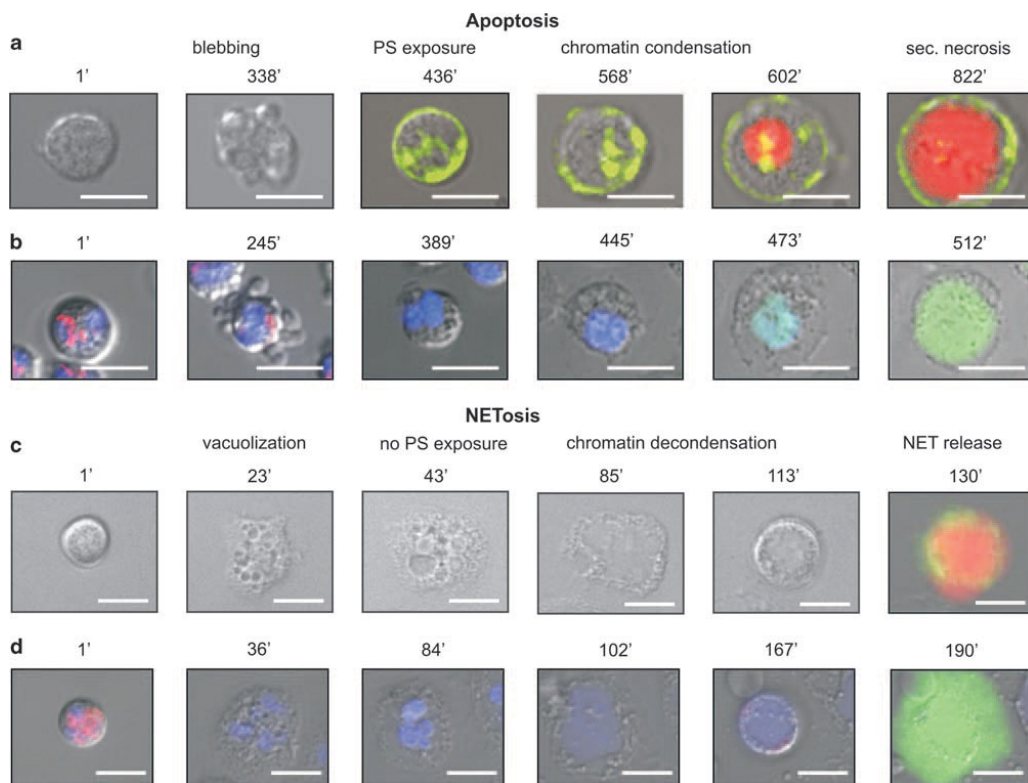 Apoptosis
a blebbing PS exposure chromatin condensation sec. necrosis
1’ 338’ 436’ 568’ 602’ 822’
b 1’ 245’ 389’ 445’ 473’ 512’
NETosis
c vacuolization no PS exposure chromatin decondensation NET release
1’ 23’ 43’ 85’ 113’ 130’
d 1’ 36’ 84’ 102’ 167’ 190’